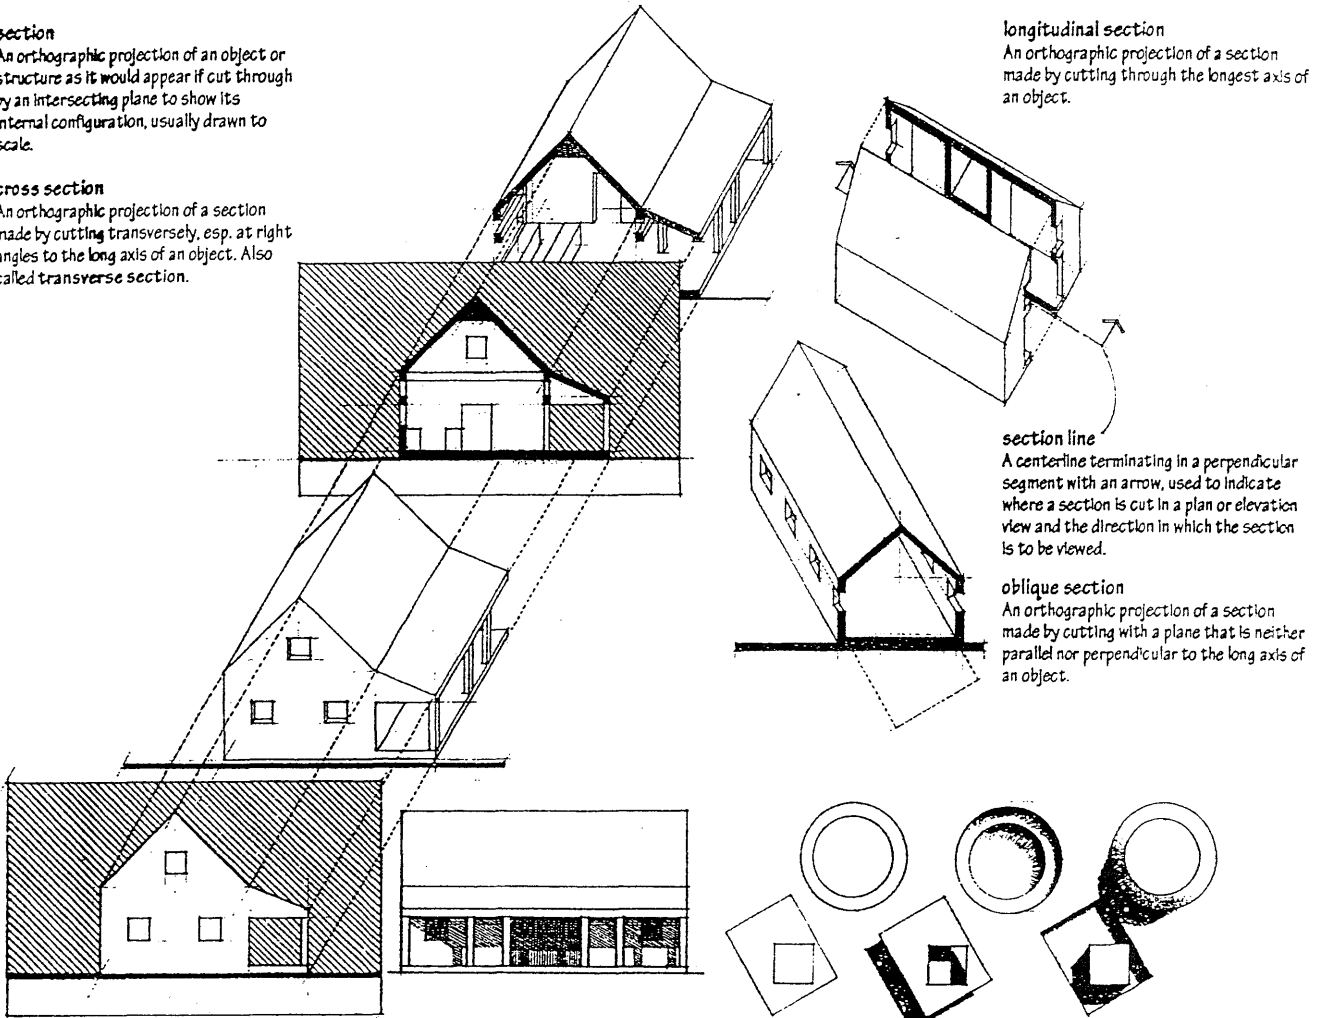 section
An orthographic projection of an object or
structure as it would appear if cut through
by an intersecting plane to show its
internal configuration, usually drawn to
scale.
cross section
An orthographic projection of a section
made by cutting transversely, esp. at right
angles to the long axis of an object. Also
called transverse section.
longitudinal section
An orthographic projection of a section
made by cutting through the longest axis of
an object.
section line
A centerline terminating in a perpendicular
segment with an arrow, used to indicate
where a section is cut in a plan or elevation
view and the direction in which the section
is to be viewed.
oblique section
An orthographic projection of a section
made by cutting with a plane that is neither
parallel nor perpendicular to the long axis of
an object.